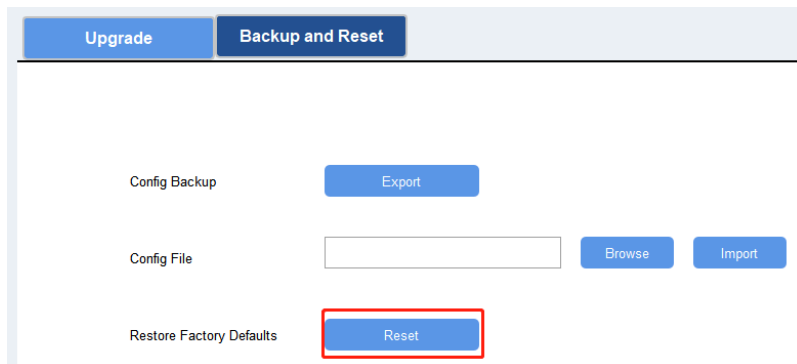 Upgrade Backup and Reset
Config Backup Export
Config File Browse Import
Restore Factory Defaults Reset